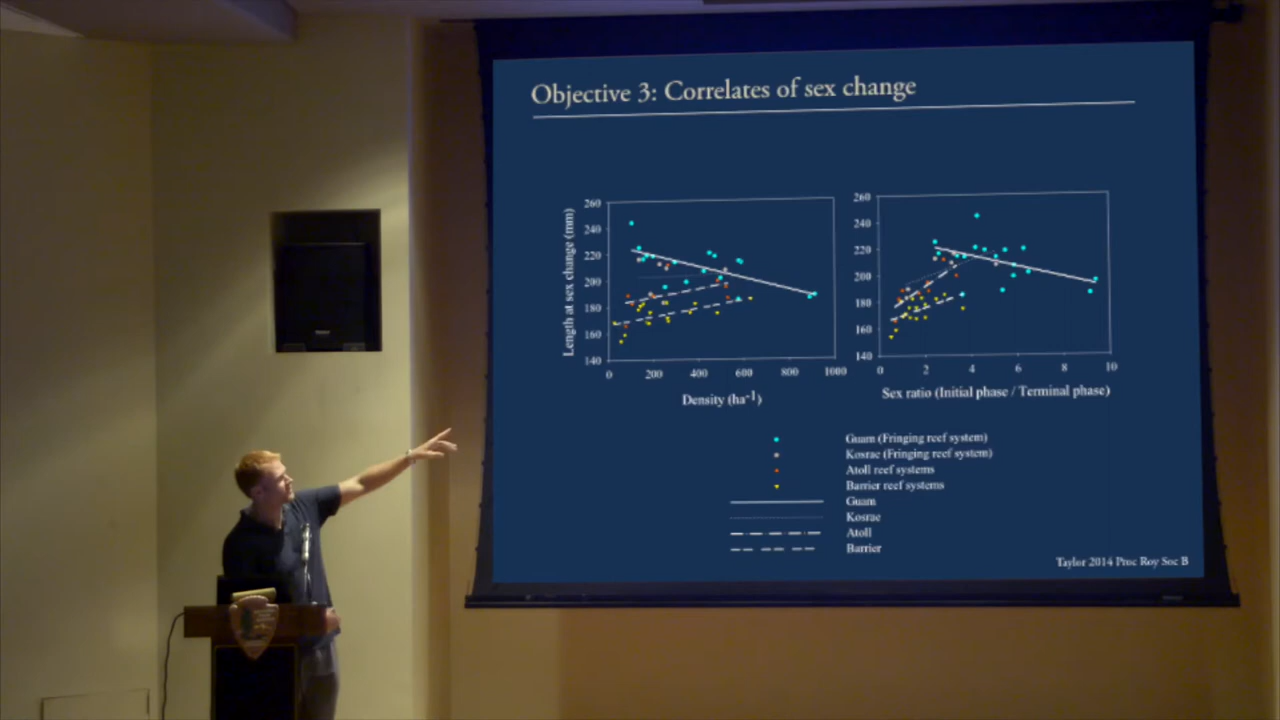 Objective 3: Correlates of sex change
Length at sex change (mm)
260
240
220
200
180
160
140
0
200
400
600
800
1000
Density (ha-1)
260
240
220
200
180
160
140
0
2
4
6
8
10
Sex ratio (Initial phase / Terminal phase)
Guam (Fringing reef system)
Kosrae (Fringing reef system)
Atoll reef systems
Barrier reef systems
Guam
Kosrae
Atoll
Barrier
Taylor 2014 Proc Roy Soc B